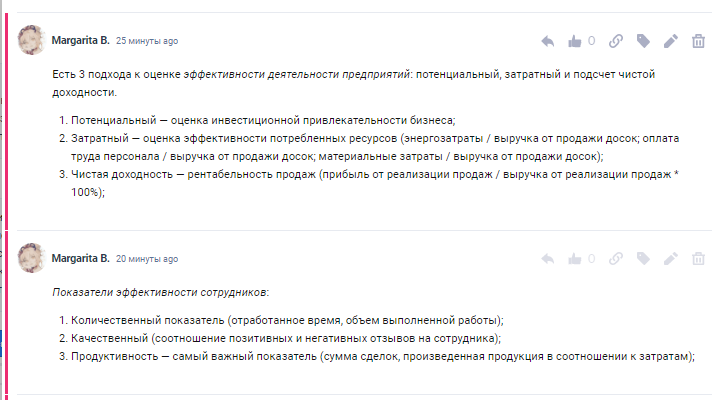 Margarita B. 25 минуты ago
0
Есть 3 подхода к оценке эффективности деятельности предприятий: потенциальный, затратный и подсчет чистой
доходности.
1. Потенциальный — оценка инвестиционной привлекательности бизнеса;
2. Затратный — оценка эффективности потребленных ресурсов (энергозатраты / выручка от продажи досок; оплата
труда персонала / выручка от продажи досок; материальные затраты / выручка от продажи досок);
3. Чистая доходность — рентабельность продаж (прибыль от реализации продаж / выручка от реализации продаж *
100%);
Margarita B. 20 минуты ago
0
Показатели эффективности сотрудников:
1. Количественный показатель (отработанное время, объем выполненной работы);
2. Качественный (соотношение позитивных и негативных отзывов на сотрудника);
3. Продуктивность — самый важный показатель (сумма сделок, произведенная продукция в соотношении к затратам);